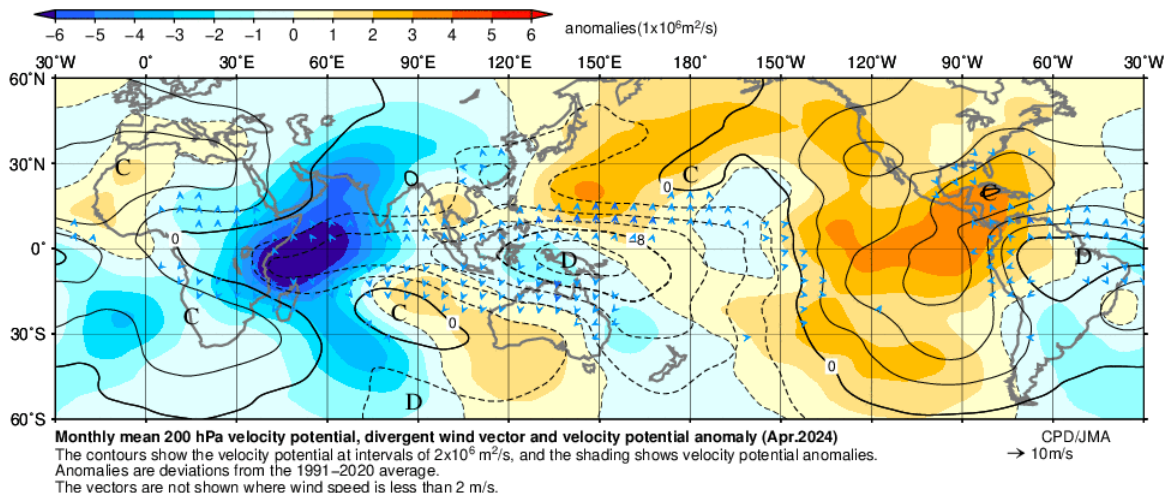 −6 −5 −4 −3 −2 −1 0 1 2 3 4 5 6 anomalies(1x10⁶m²/s)
30˚W 0˚ 30˚E 60˚E 90˚E 120˚E 150˚E 180˚ 150˚W 120˚W 90˚W 60˚W 30˚W
60˚N
30˚N
C
C
0
C
0
−8
0˚
D
D
C
C
0
30˚S
0
D
60˚S
Monthly mean 200 hPa velocity potential, divergent wind vector and velocity potential anomaly (Apr.2024)
CPD/JMA
The contours show the velocity potential at intervals of 2x10⁶ m²/s, and the shading shows velocity potential anomalies.
10m/s
Anomalies are deviations from the 1991−2020 average.
The vectors are not shown where wind speed is less than 2 m/s.